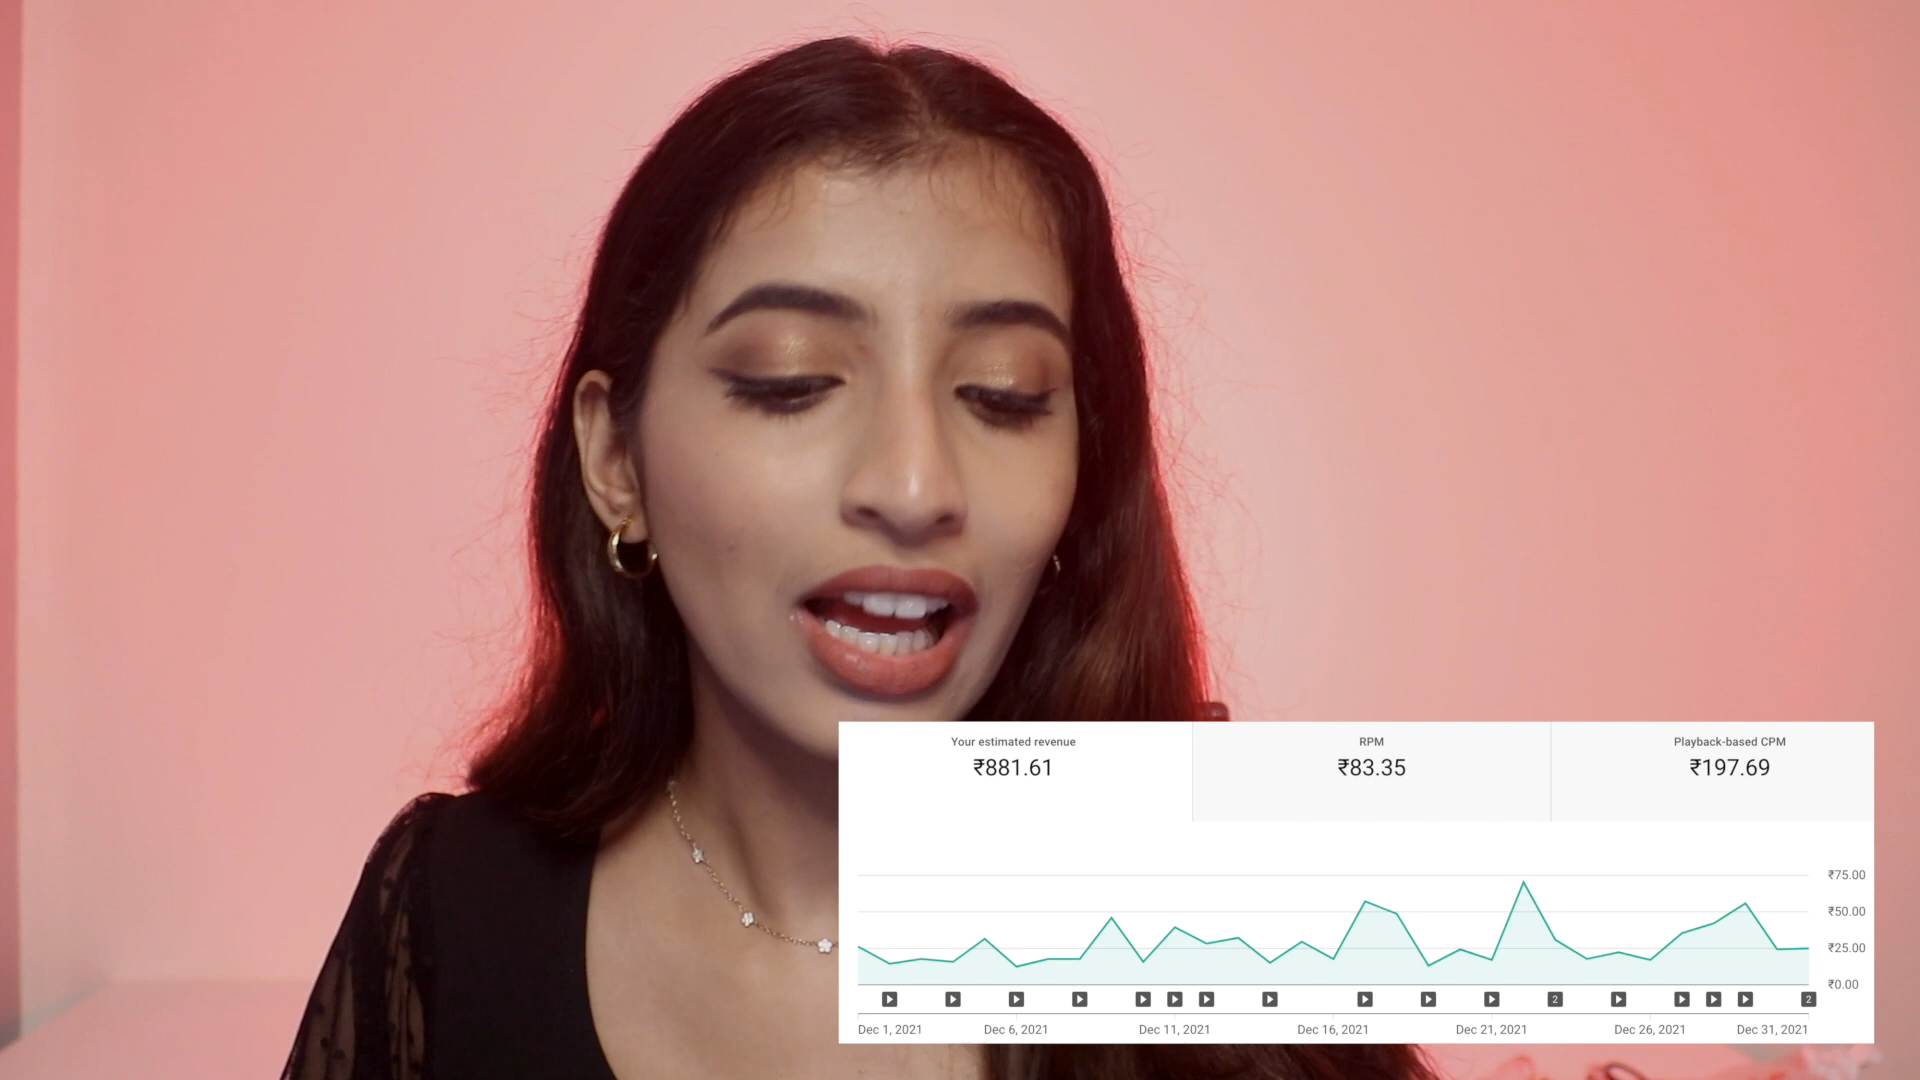 Your estimated revenue
₹881.61
RPM
₹83.35
Playback-based CPM
₹197.69
₹75.00
₹50.00
₹25.00
₹0.00
2
2
Dec 1, 2021 Dec 6, 2021 Dec 11, 2021 Dec 16, 2021 Dec 21, 2021 Dec 26, 2021 Dec 31, 2021